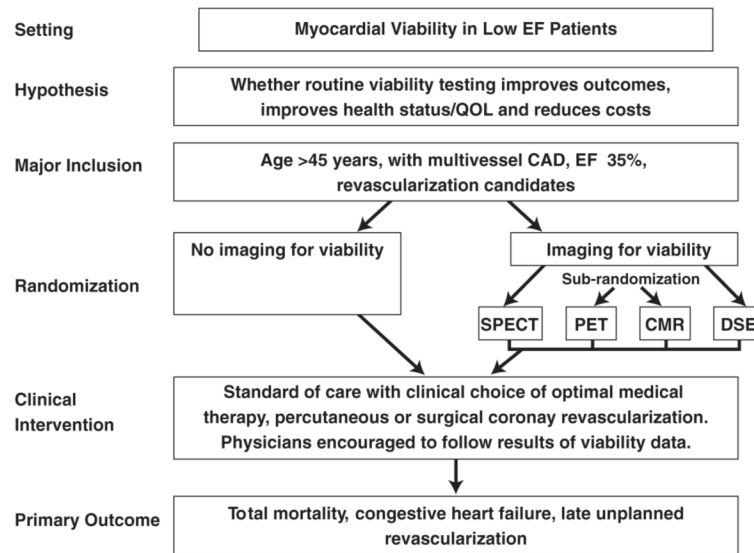 Setting
Myocardial Viability in Low EF Patients
Hypothesis
Whether routine viability testing improves outcomes,
improves health status/QOL and reduces costs
Major Inclusion
Age >45 years, with multivessel CAD, EF 35%,
revascularization candidates
Randomization
No imaging for viability
Imaging for viability
Sub-randomization
SPECT
PET
CMR
DSE
Clinical
Intervention
Standard of care with clinical choice of optimal medical
therapy, percutaneous or surgical coronay revascularization.
Physicians encouraged to follow results of viability data.
Primary Outcome
Total mortality, congestive heart failure, late unplanned
revascularization